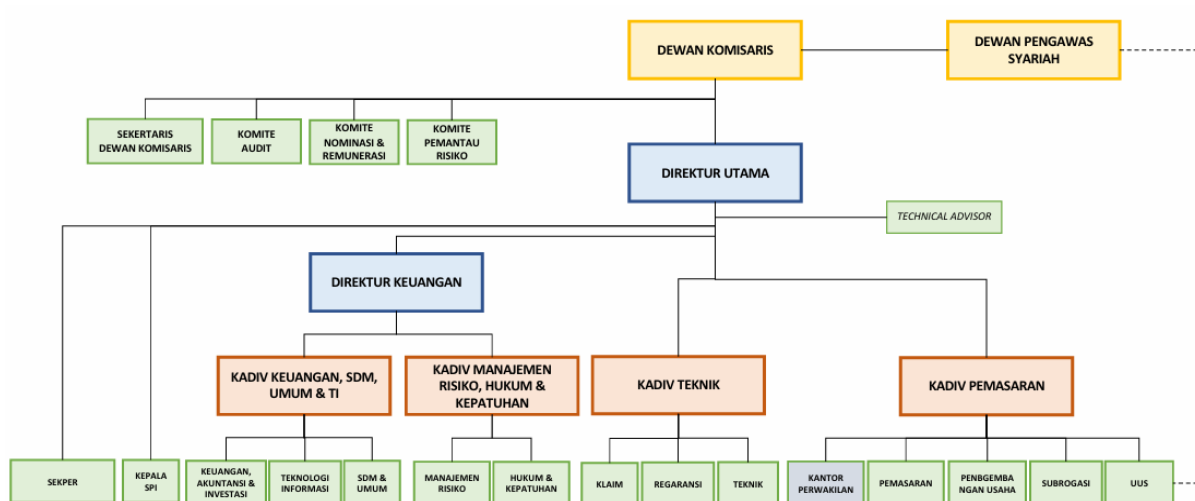 DEWAN KOMISARIS
DEWAN PENGAWAS
SYARIAH
SEKERTARIS
DEWAN KOMISARIS
KOMITE
AUDIT
KOMITE
NOMINASI &
REMUNERASI
KOMITE
PEMANTAU
RISIKO
DIREKTUR UTAMA
TECHNICAL ADVISOR
DIREKTUR KEUANGAN
KADIV KEUANGAN, SDM,
UMUM & TI
KADIV MANAJEMEN
RISIKO, HUKUM &
KEPATUHAN
KADIV TEKNIK
KADIV PEMASARAN
SEKPER
KEPALA
SPI
KEUANGAN,
AKUNTANSI &
INVESTASI
TEKNOLOGI
INFORMASI
SDM &
UMUM
MANAJEMEN
RISIKO
HUKUM &
KEPATUHAN
KLAIM
REGARANSI
TEKNIK
KANTOR
PERWAKILAN
PEMASARAN
PENBGEMBA
NGAN USAHA
SUBROGASI
UUS